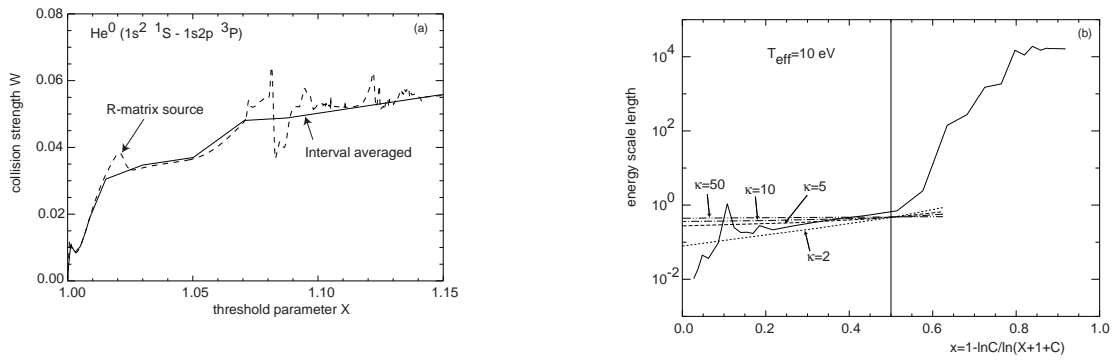 He⁰ (1s² ¹S - 1s2p ³P)
(a)
0.08
0.06
0.04
0.02
0.00
collision strength W
R-matrix source
Interval averaged
1.00
1.05
1.10
1.15
threshold parameter X
(b)
T_eff=10 eV
10⁴
10²
10⁰
10⁻²
energy scale length
κ=50
κ=10
κ=5
κ=2
0.0
0.2
0.4
0.6
0.8
1.0
x=1-lnC/ln(X+1+C)